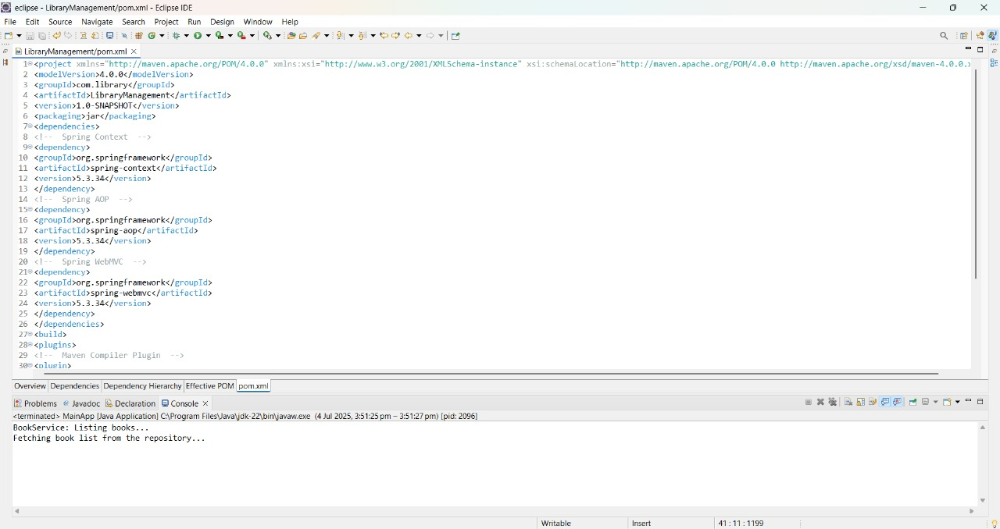 eclipse - LibraryManagement/pom.xml - Eclipse IDE
File Edit Source Navigate Search Project Run Design Window Help
LibraryManagement/pom.xml
1 <project xmlns="http://maven.apache.org/POM/4.0.0" xmlns:xsi="http://www.w3.org/2001/XMLSchema-instance" xsi:schemaLocation="http://maven.apache.org/POM/4.0.0 http://maven.apache.org/xsd/maven-4.0.0.x
2 <modelVersion>4.0.0</modelVersion>
3 <groupId>com.library</groupId>
4 <artifactId>LibraryManagement</artifactId>
5 <version>1.0-SNAPSHOT</version>
6 <packaging>jar</packaging>
7 <dependencies>
8 <!-- Spring Context -->
9 <dependency>
10 <groupId>org.springframework</groupId>
11 <artifactId>spring-context</artifactId>
12 <version>5.3.34</version>
13 </dependency>
14 <!-- Spring AOP -->
15 <dependency>
16 <groupId>org.springframework</groupId>
17 <artifactId>spring-aop</artifactId>
18 <version>5.3.34</version>
19 </dependency>
20 <!-- Spring WebMVC -->
21 <dependency>
22 <groupId>org.springframework</groupId>
23 <artifactId>spring-webmvc</artifactId>
24 <version>5.3.34</version>
25 </dependency>
26 </dependencies>
27 <build>
28 <plugins>
29 <!-- Maven Compiler Plugin -->
30 <plugin>
Overview Dependencies Dependency Hierarchy Effective POM pom.xml
Problems Javadoc Declaration Console
<terminated> MainApp [Java Application] C:\Program Files\Java\jdk-22\bin\javaw.exe (4 Jul 2025, 3:51:25 pm – 3:51:27 pm) [pid: 2096]
BookService: Listing books...
Fetching book list from the repository...
Writable Insert 41 : 11 : 1199